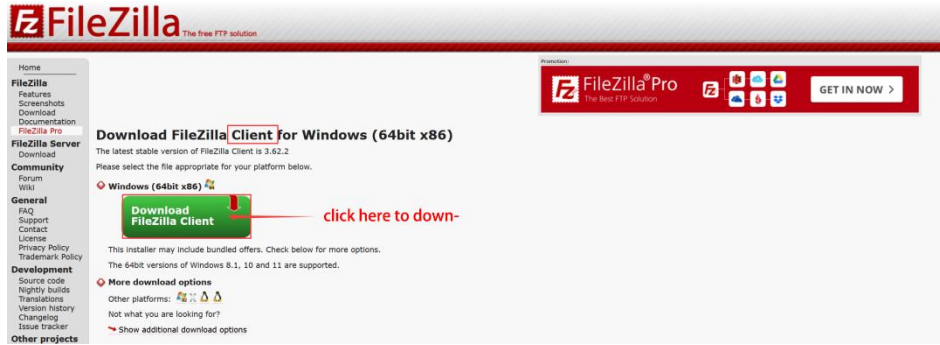 Fz FileZilla The free FTP solution
Home
FileZilla
Features
Screenshots
Download
Documentation
FileZilla Pro
FileZilla Server
Download
Community
Forum
Wiki
General
FAQ
Support
Contact
License
Privacy Policy
Trademark Policy
Development
Source code
Nightly builds
Translations
Version history
Changelog
Issue tracker
Other projects
Promotion:
Fz FileZilla® Pro
The Best FTP Solution
Fz
GET IN NOW >
Download FileZilla Client for Windows (64bit x86)
The latest stable version of FileZilla Client is 3.62.2
Please select the file appropriate for your platform below.
Windows (64bit x86)
Download
FileZilla Client
click here to down-
This installer may include bundled offers. Check below for more options.
The 64bit versions of Windows 8.1, 10 and 11 are supported.
More download options
Other platforms:
Not what you are looking for?
Show additional download options